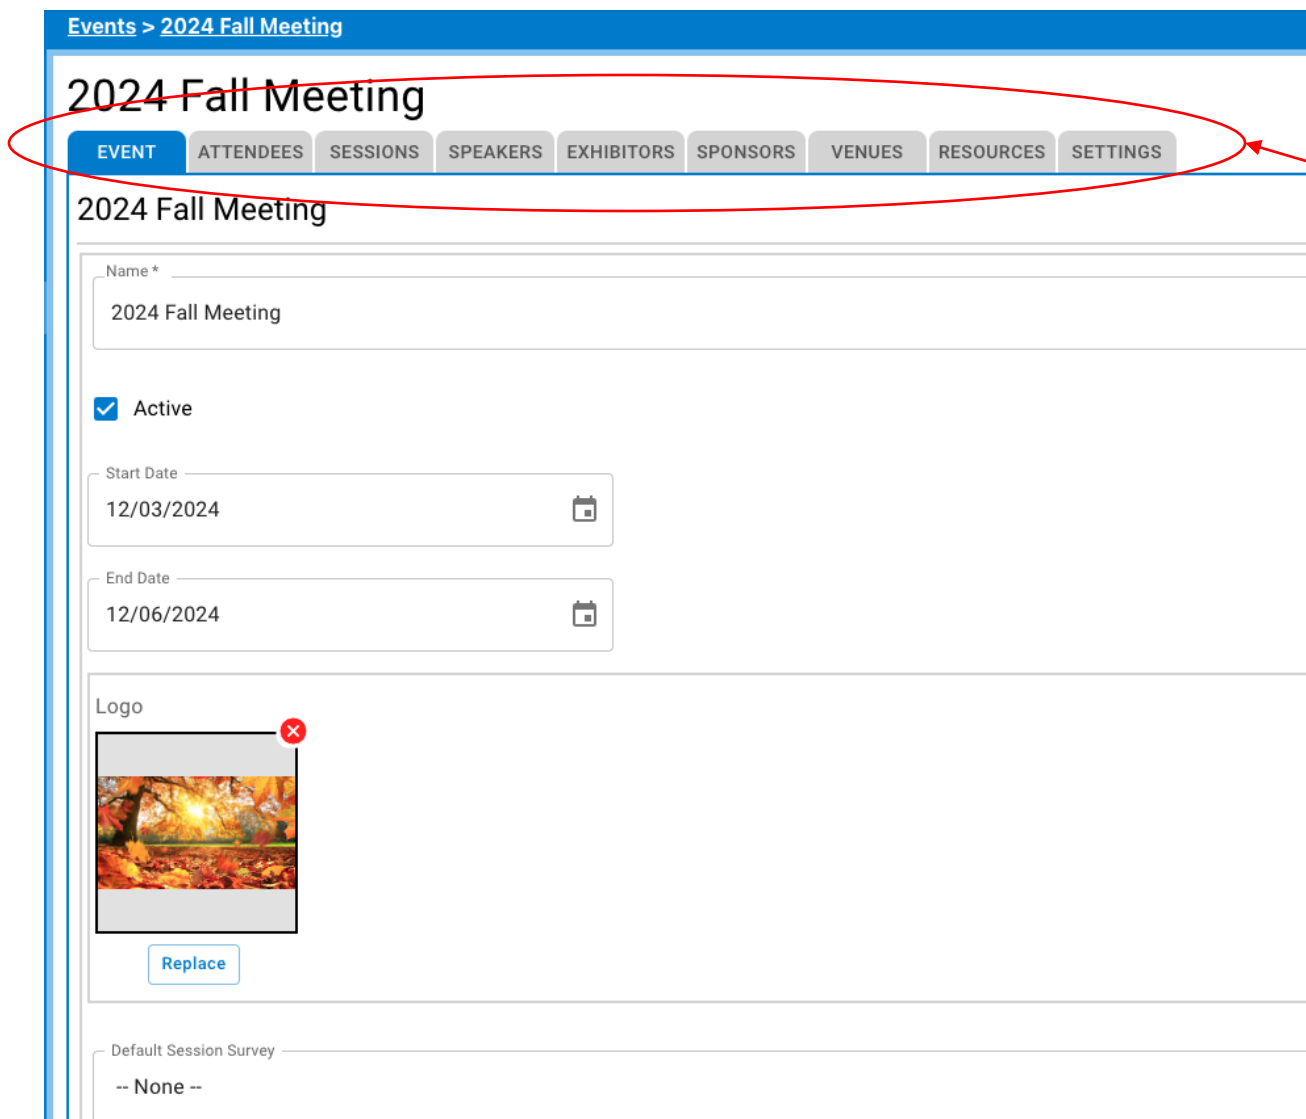 Events > 2024 Fall Meeting
2024 Fall Meeting
EVENT ATTENDEES SESSIONS SPEAKERS EXHIBITORS SPONSORS VENUES RESOURCES SETTINGS
2024 Fall Meeting
Name *
2024 Fall Meeting
Active
Start Date
12/03/2024
End Date
12/06/2024
Logo
Replace
Default Session Survey
-- None --